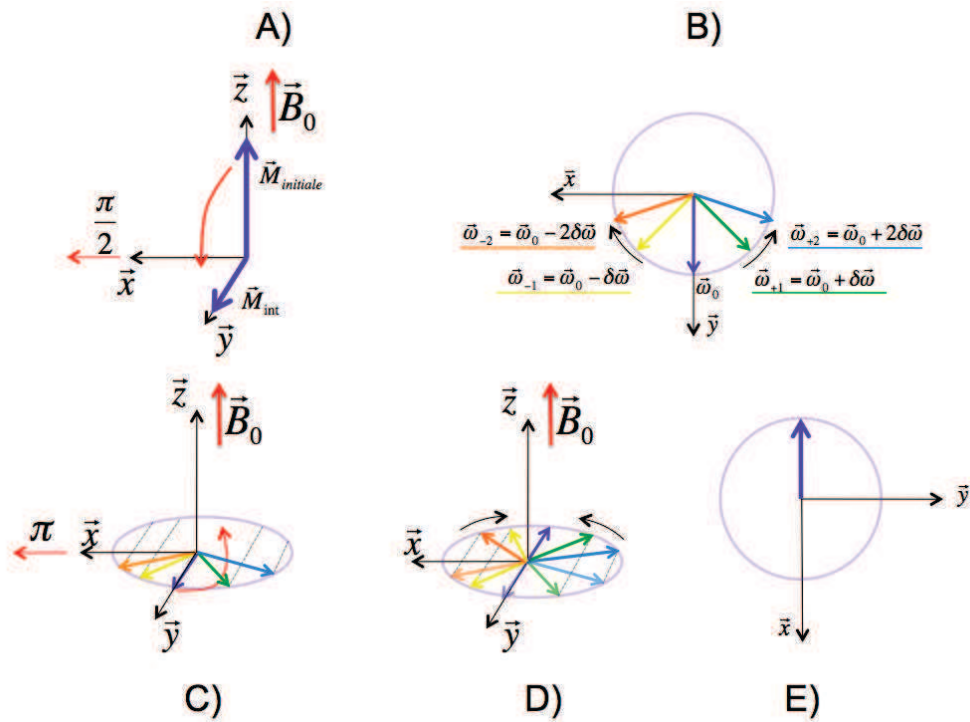 A)
B)
z⃗
B⃗₀
M⃗initiale
π/2
x⃗
M⃗int
y⃗
x⃗
ω⃗₋₂ = ω⃗₀ − 2δω⃗
ω⃗₊₂ = ω⃗₀ + 2δω⃗
ω⃗₋₁ = ω⃗₀ − δω⃗
ω⃗₀
ω⃗₊₁ = ω⃗₀ + δω⃗
y⃗
z⃗
B⃗₀
π
x⃗
y⃗
z⃗
B⃗₀
x⃗
y⃗
y⃗
x⃗
C)
D)
E)